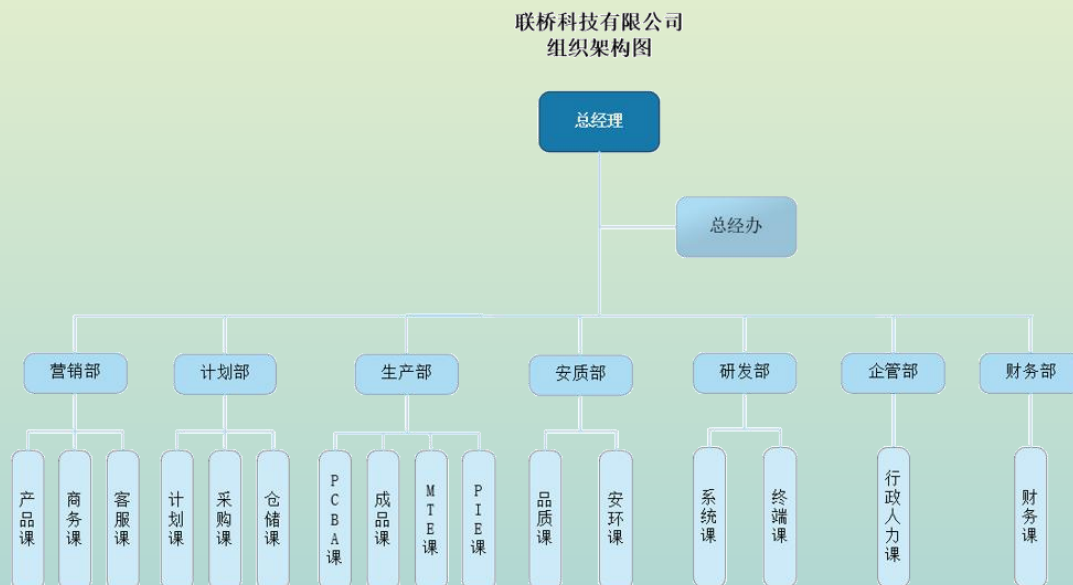 联桥科技有限公司
组织架构图
总经理
总经办
营销部
计划部
生产部
安质部
研发部
企管部
财务部
产品课
商务课
客服课
计划课
采购课
仓储课
PCBA课
成品课
MTE课
PIE课
品质课
安环课
系统课
终端课
行政人力课
财务课